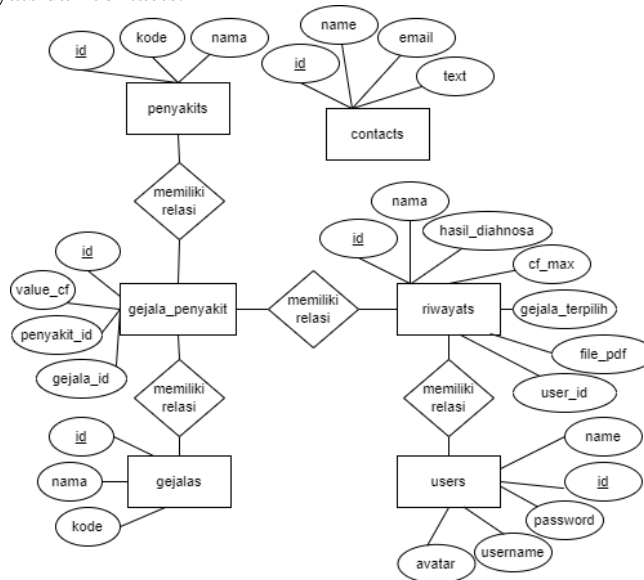 kode
nama
id
penyakits
name
email
id
text
contacts
memiliki
relasi
nama
id
hasil_diahnosa
cf_max
gejala_terpilih
file_pdf
user_id
riwayats
id
value_cf
penyakit_id
gejala_id
gejala_penyakit
memiliki
relasi
memiliki
relasi
memiliki
relasi
id
nama
kode
gejalas
users
name
id
password
username
avatar